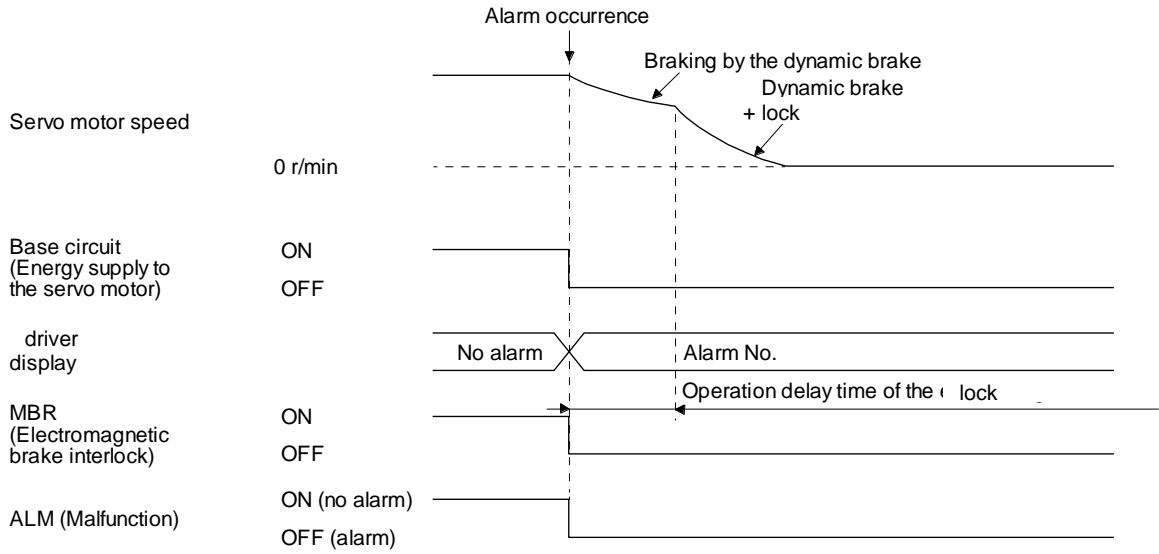 Alarm occurrence
Braking by the dynamic brake
Dynamic brake
+ lock
Servo motor speed
0 r/min
Base circuit
(Energy supply to
the servo motor)
ON
OFF
driver
display
No alarm
Alarm No.
Operation delay time of the
lock
MBR
(Electromagnetic
brake interlock)
ON
OFF
ALM (Malfunction)
ON (no alarm)
OFF (alarm)